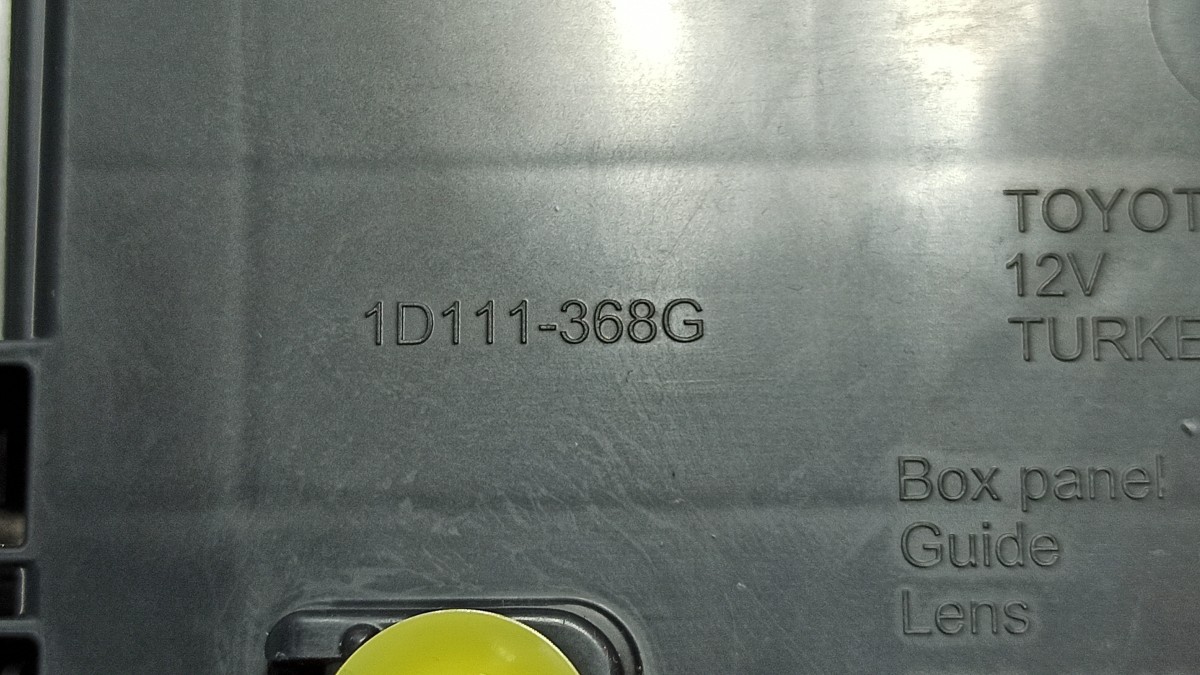 TOYOT
12V
TURKE
1D111-368G
Box panel
Guide
Lens